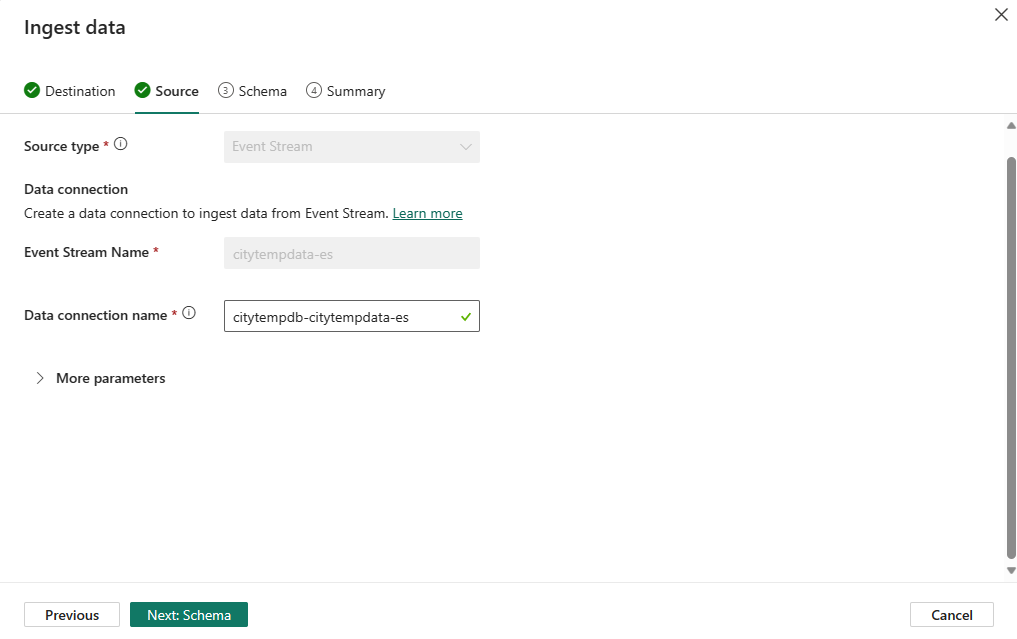 Ingest data
Destination Source 3 Schema 4 Summary
Source type * Event Stream
Data connection
Create a data connection to ingest data from Event Stream. Learn more
Event Stream Name * citytempdata-es
Data connection name * citytempdb-citytempdata-es
More parameters
Previous Next: Schema Cancel